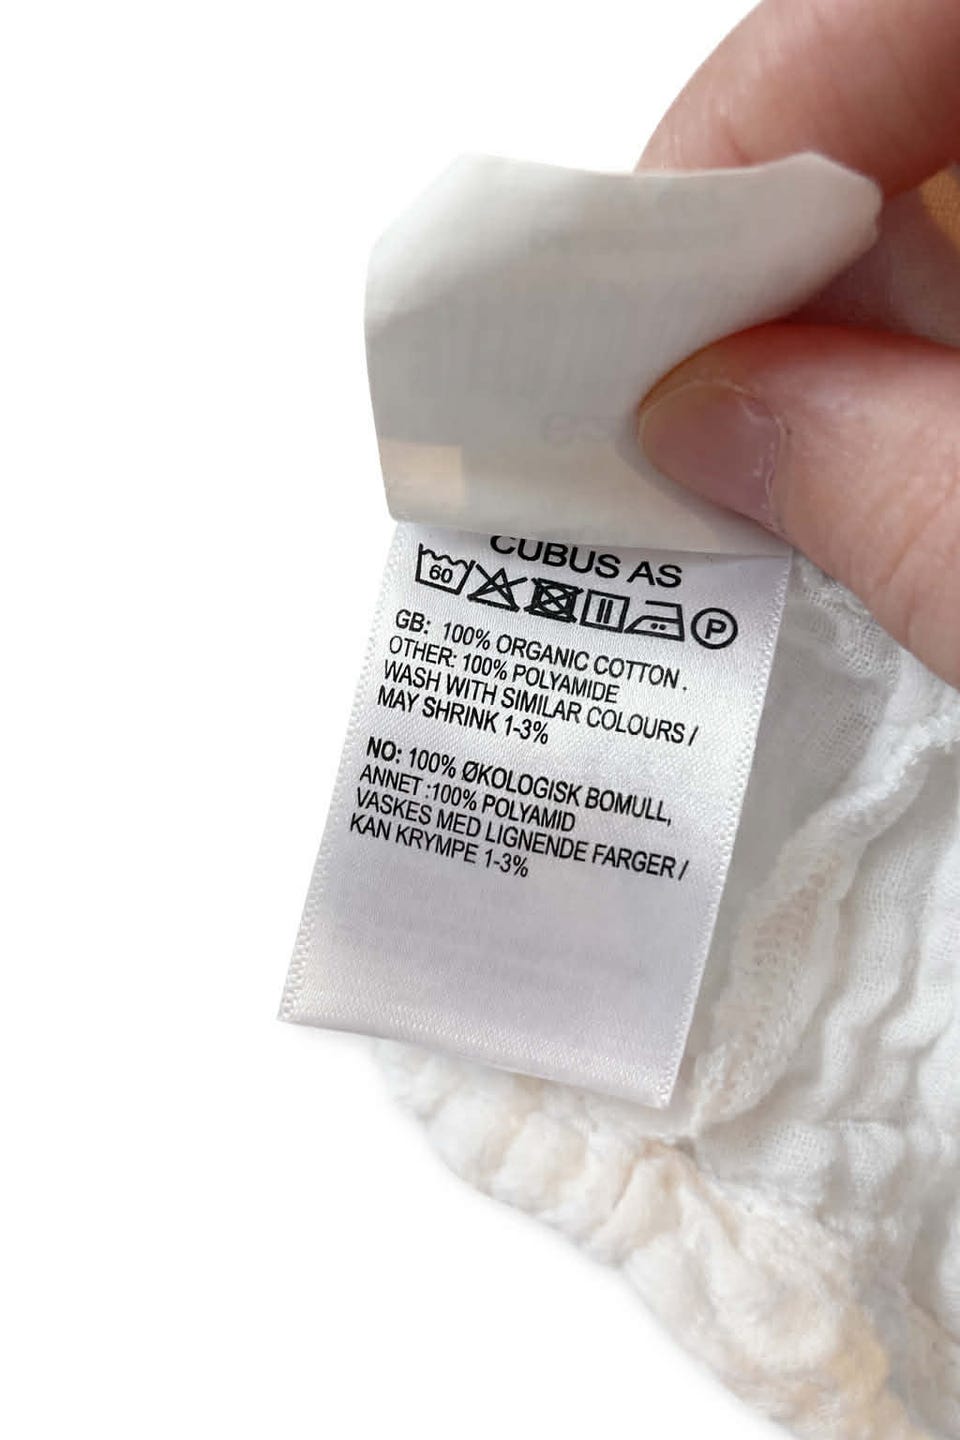 CUBUS AS
60 P
GB: 100% ORGANIC COTTON.
OTHER: 100% POLYAMIDE
WASH WITH SIMILAR COLOURS /
MAY SHRINK 1-3%
NO: 100% ØKOLOGISK BOMULL,
ANNET :100% POLYAMID
VASKES MED LIGNENDE FARGER /
KAN KRYMPE 1-3%